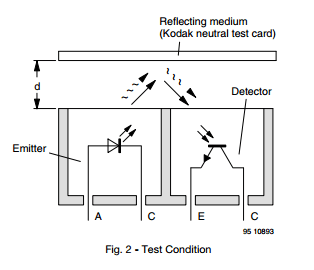 Reflecting medium
(Kodak neutral test card)
d
Detector
Emitter
A
C
E
C
95 10893
Fig. 2 - Test Condition